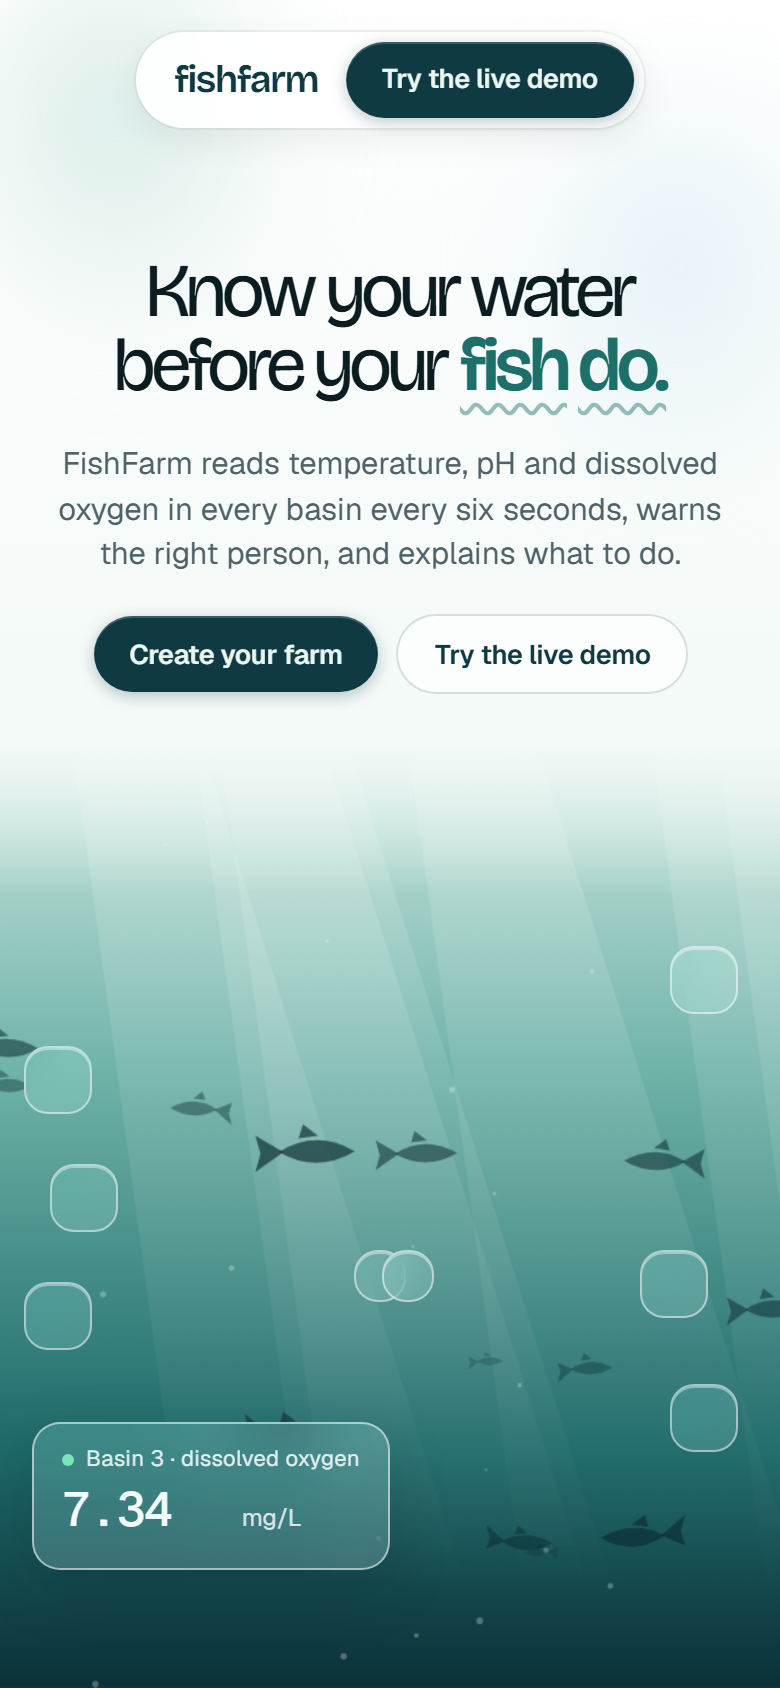 fishfarm
Try the live demo
Know your water
before your fish do.
FishFarm reads temperature, pH and dissolved
oxygen in every basin every six seconds, warns
the right person, and explains what to do.
Create your farm
Try the live demo
Basin 3 · dissolved oxygen
7.34 mg/L